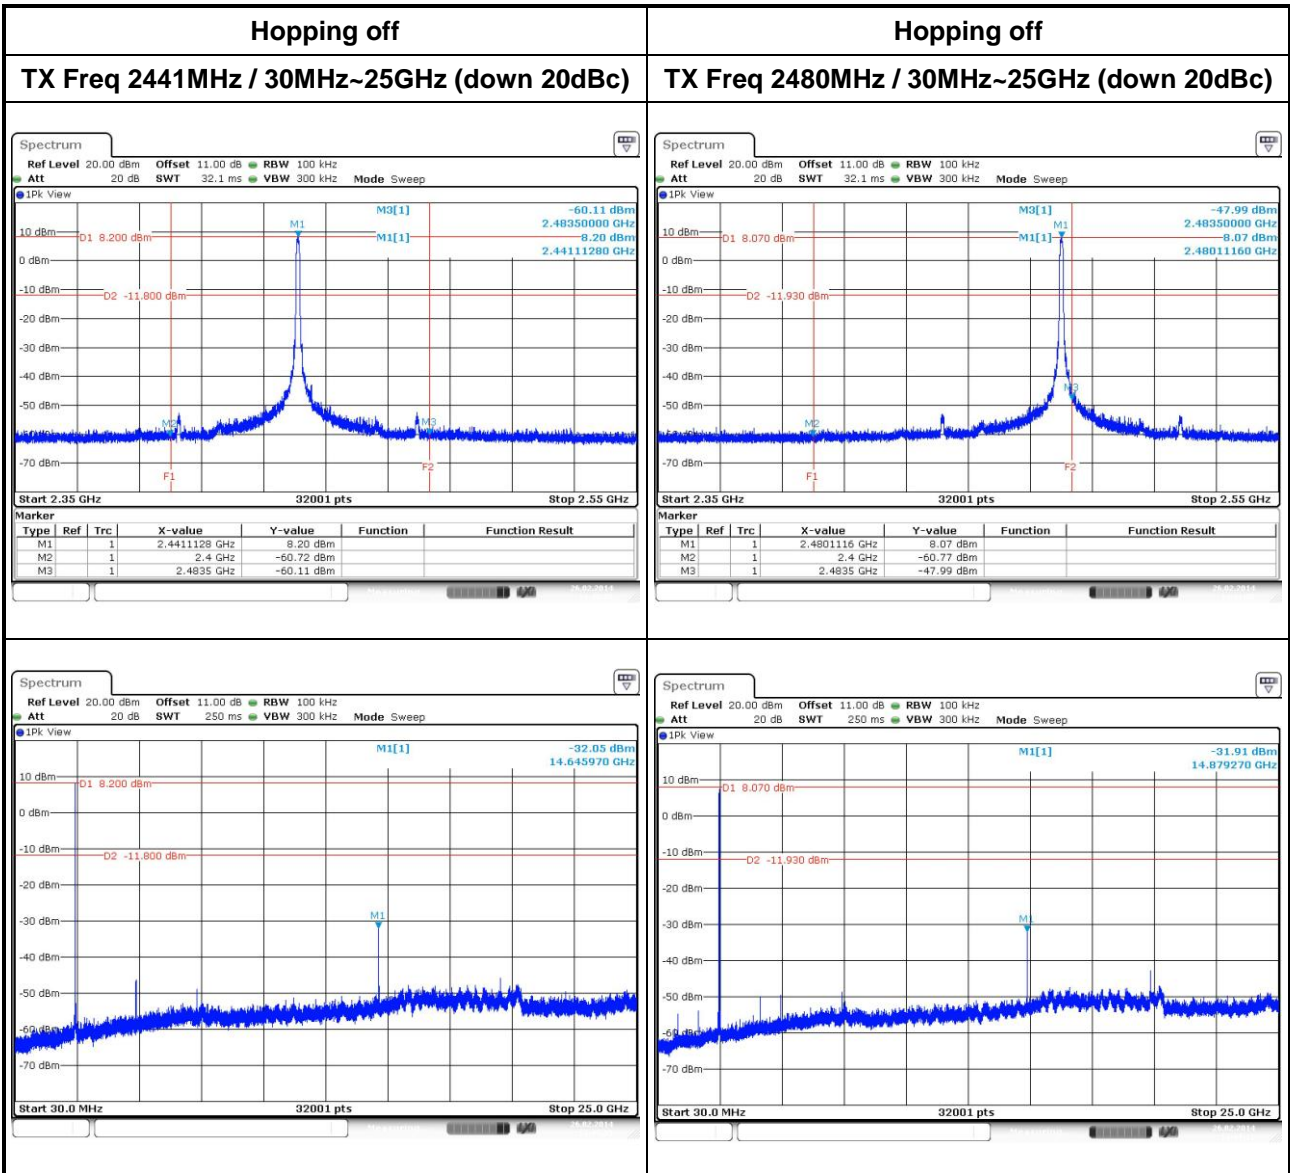 Hopping off
Hopping off
TX Freq 2441MHz / 30MHz~25GHz (down 20dBc)
TX Freq 2480MHz / 30MHz~25GHz (down 20dBc)
Spectrum
Ref Level 20.00 dBm Offset 11.00 dB RBW 100 kHz
Att 20 dB SWT 32.1 ms VBW 300 kHz Mode Sweep
1Pk View
M3[1] -60.11 dBm
2.48350000 GHz
M1
10 dBm
D1 8.200 dBm
M1[1] 8.20 dBm
2.44111280 GHz
0 dBm
-10 dBm
D2 -11.800 dBm
-20 dBm
-30 dBm
-40 dBm
-50 dBm
M2
M3
-70 dBm
F1
F2
Start 2.35 GHz 32001 pts Stop 2.55 GHz
Marker
Type Ref Trc X-value Y-value Function Function Result
M1 1 2.4411128 GHz 8.20 dBm
M2 1 2.4 GHz -60.72 dBm
M3 1 2.4835 GHz -60.11 dBm
Spectrum
Ref Level 20.00 dBm Offset 11.00 dB RBW 100 kHz
Att 20 dB SWT 32.1 ms VBW 300 kHz Mode Sweep
1Pk View
M3[1] -47.99 dBm
2.48350000 GHz
M1
10 dBm
D1 8.070 dBm
M1[1] 8.07 dBm
2.48011160 GHz
0 dBm
-10 dBm
D2 -11.930 dBm
-20 dBm
-30 dBm
-40 dBm
M3
-50 dBm
M2
-70 dBm
F1
F2
Start 2.35 GHz 32001 pts Stop 2.55 GHz
Marker
Type Ref Trc X-value Y-value Function Function Result
M1 1 2.4801116 GHz 8.07 dBm
M2 1 2.4 GHz -60.77 dBm
M3 1 2.4835 GHz -47.99 dBm
Spectrum
Ref Level 20.00 dBm Offset 11.00 dB RBW 100 kHz
Att 20 dB SWT 250 ms VBW 300 kHz Mode Sweep
1Pk View
M1[1] -32.05 dBm
14.645970 GHz
10 dBm
D1 8.200 dBm
0 dBm
-10 dBm
D2 -11.800 dBm
-20 dBm
-30 dBm
M1
-40 dBm
-50 dBm
-60 dBm
-70 dBm
Start 30.0 MHz 32001 pts Stop 25.0 GHz
Spectrum
Ref Level 20.00 dBm Offset 11.00 dB RBW 100 kHz
Att 20 dB SWT 250 ms VBW 300 kHz Mode Sweep
1Pk View
M1[1] -31.91 dBm
14.879270 GHz
10 dBm
D1 8.070 dBm
0 dBm
-10 dBm
D2 -11.930 dBm
-20 dBm
-30 dBm
M1
-40 dBm
-50 dBm
-60 dBm
-70 dBm
Start 30.0 MHz 32001 pts Stop 25.0 GHz